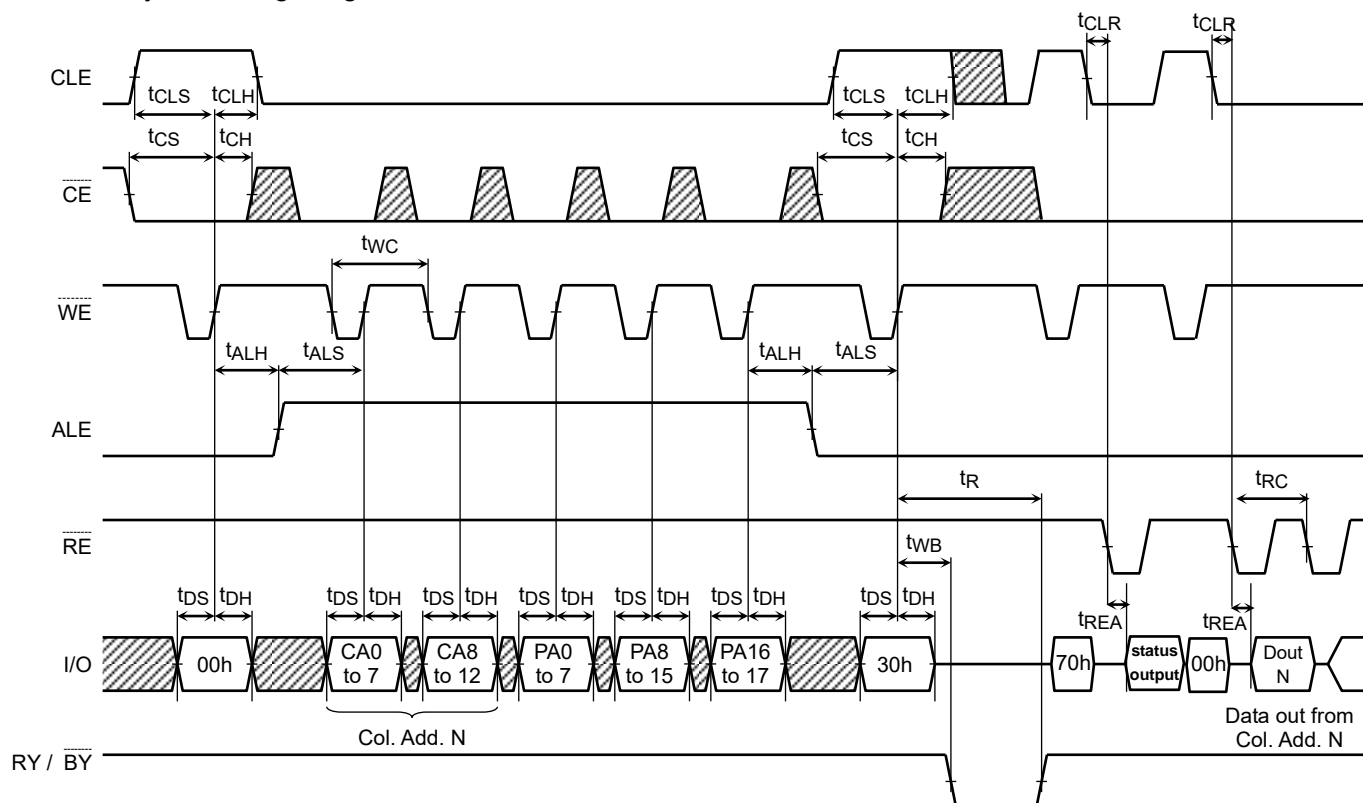 tCLR tCLR
CLE
tCLS tCLH tCLS tCLH
tCS tCH tCS tCH
CE
tWC
WE
tALH tALS tALH tALS
ALE
tR tRC
RE
tWB
tDS tDH tDS tDH tDS tDH tDS tDH tDS tDH tDS tDH tDS tDH
tREA tREA
I/O
00h
CA0
to 7
CA8
to 12
PA0
to 7
PA8
to 15
PA16
to 17
30h
70h
status
output
00h
Dout
N
Col. Add. N
Data out from
Col. Add. N
RY / BY